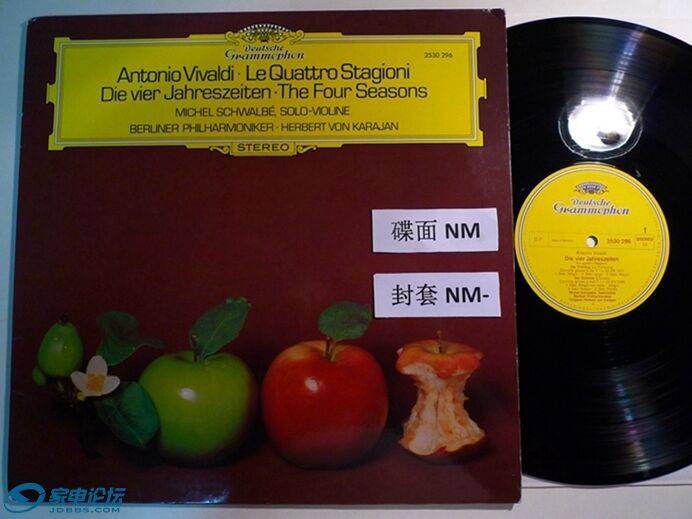 Deutsche
Grammophon
2530 296
Antonio Vivaldi · Le Quattro Stagioni
Die vier Jahreszeiten · The Four Seasons
MICHEL SCHWALBÉ, SOLO-VIOLINE
BERLINER PHILHARMONIKER · HERBERT VON KARAJAN
STEREO
碟面 NM
封套 NM-
Deutsche
Grammophon
1
2530 296
STEREO
Antonio Vivaldi
Die vier Jahreszeiten
家电论坛
JDBBS.COM